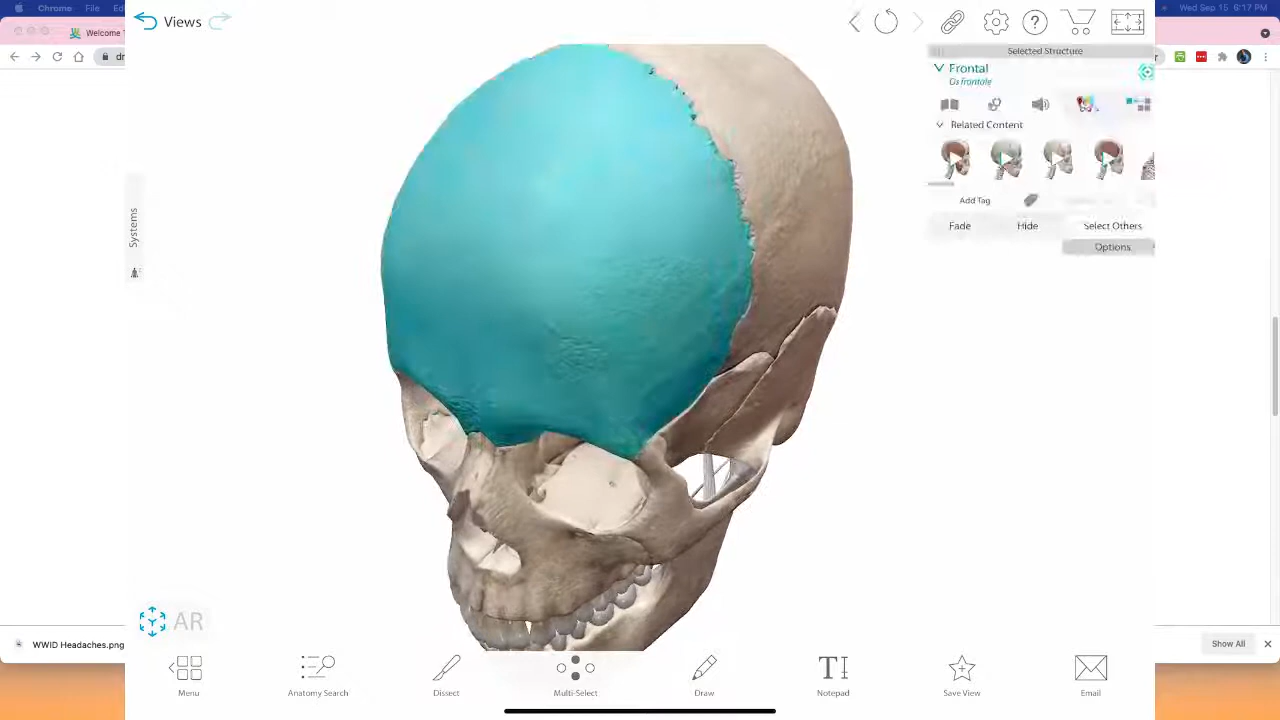 Chrome File
Wed Sep 15 6:17 PM
Welcome
Views
Selected Structure
Frontal
Os frontale
Related Content
Add Tag
Fade Hide Select Others
Options
Systems
AR
WWID Headaches.png
Show All
Menu Anatomy Search Dissect Multi-Select Draw Notepad Save View Email